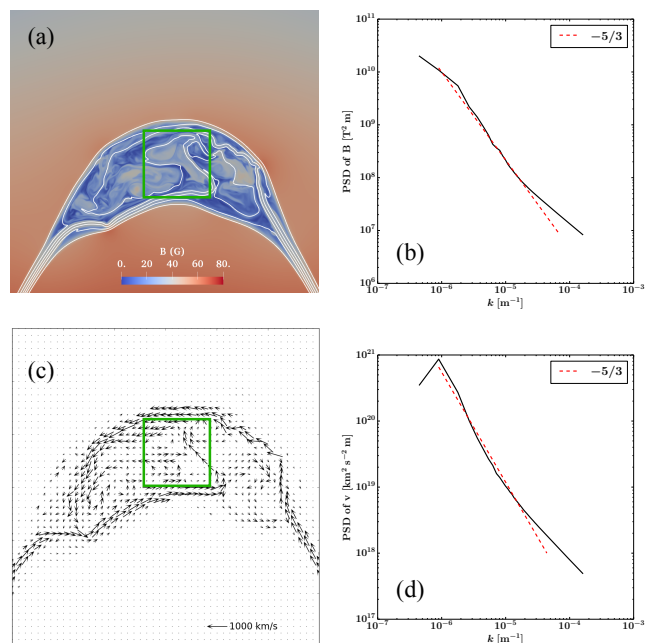 (a)
B (G)
0. 20. 40. 60. 80.
10¹¹
10¹⁰
10⁹
10⁸
10⁷
10⁶
PSD of B [T² m]
−5/3
(b)
10⁻⁷ 10⁻⁶ 10⁻⁵ 10⁻⁴ 10⁻³
k [m⁻¹]
(c)
1000 km/s
10²¹
10²⁰
10¹⁹
10¹⁸
10¹⁷
PSD of v [km² s⁻² m]
−5/3
(d)
10⁻⁷ 10⁻⁶ 10⁻⁵ 10⁻⁴ 10⁻³
k [m⁻¹]